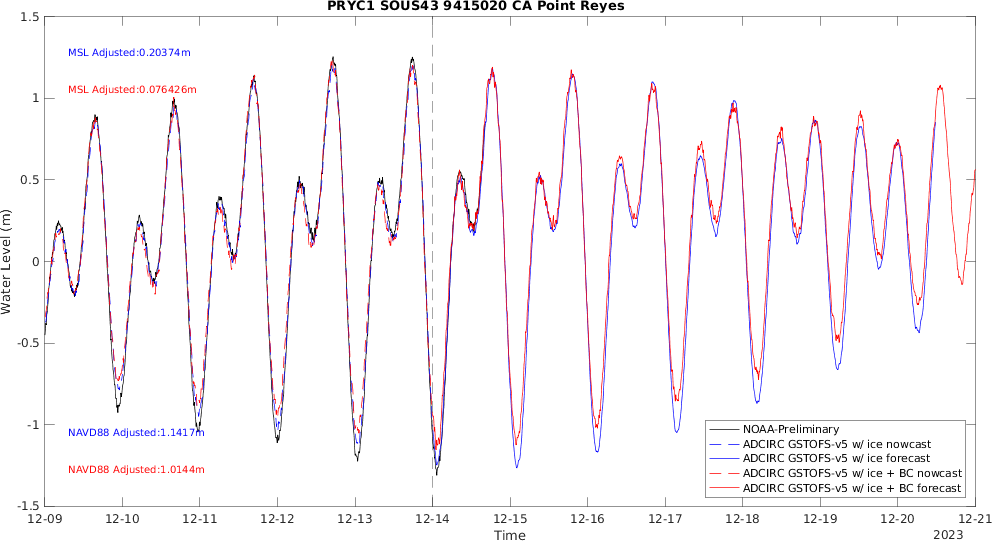 PRYC1 SOUS43 9415020 CA Point Reyes
1.5
MSL Adjusted:0.20374m
1
MSL Adjusted:0.076426m
0.5
Water Level (m)
0
-0.5
-1
NAVD88 Adjusted:1.1417m
NAVD88 Adjusted:1.0144m
-1.5
NOAA-Preliminary
ADCIRC GSTOFS-v5 w/ ice nowcast
ADCIRC GSTOFS-v5 w/ ice forecast
ADCIRC GSTOFS-v5 w/ ice + BC nowcast
ADCIRC GSTOFS-v5 w/ ice + BC forecast
12-09 12-10 12-11 12-12 12-13 12-14 12-15 12-16 12-17 12-18 12-19 12-20 12-21
Time
2023